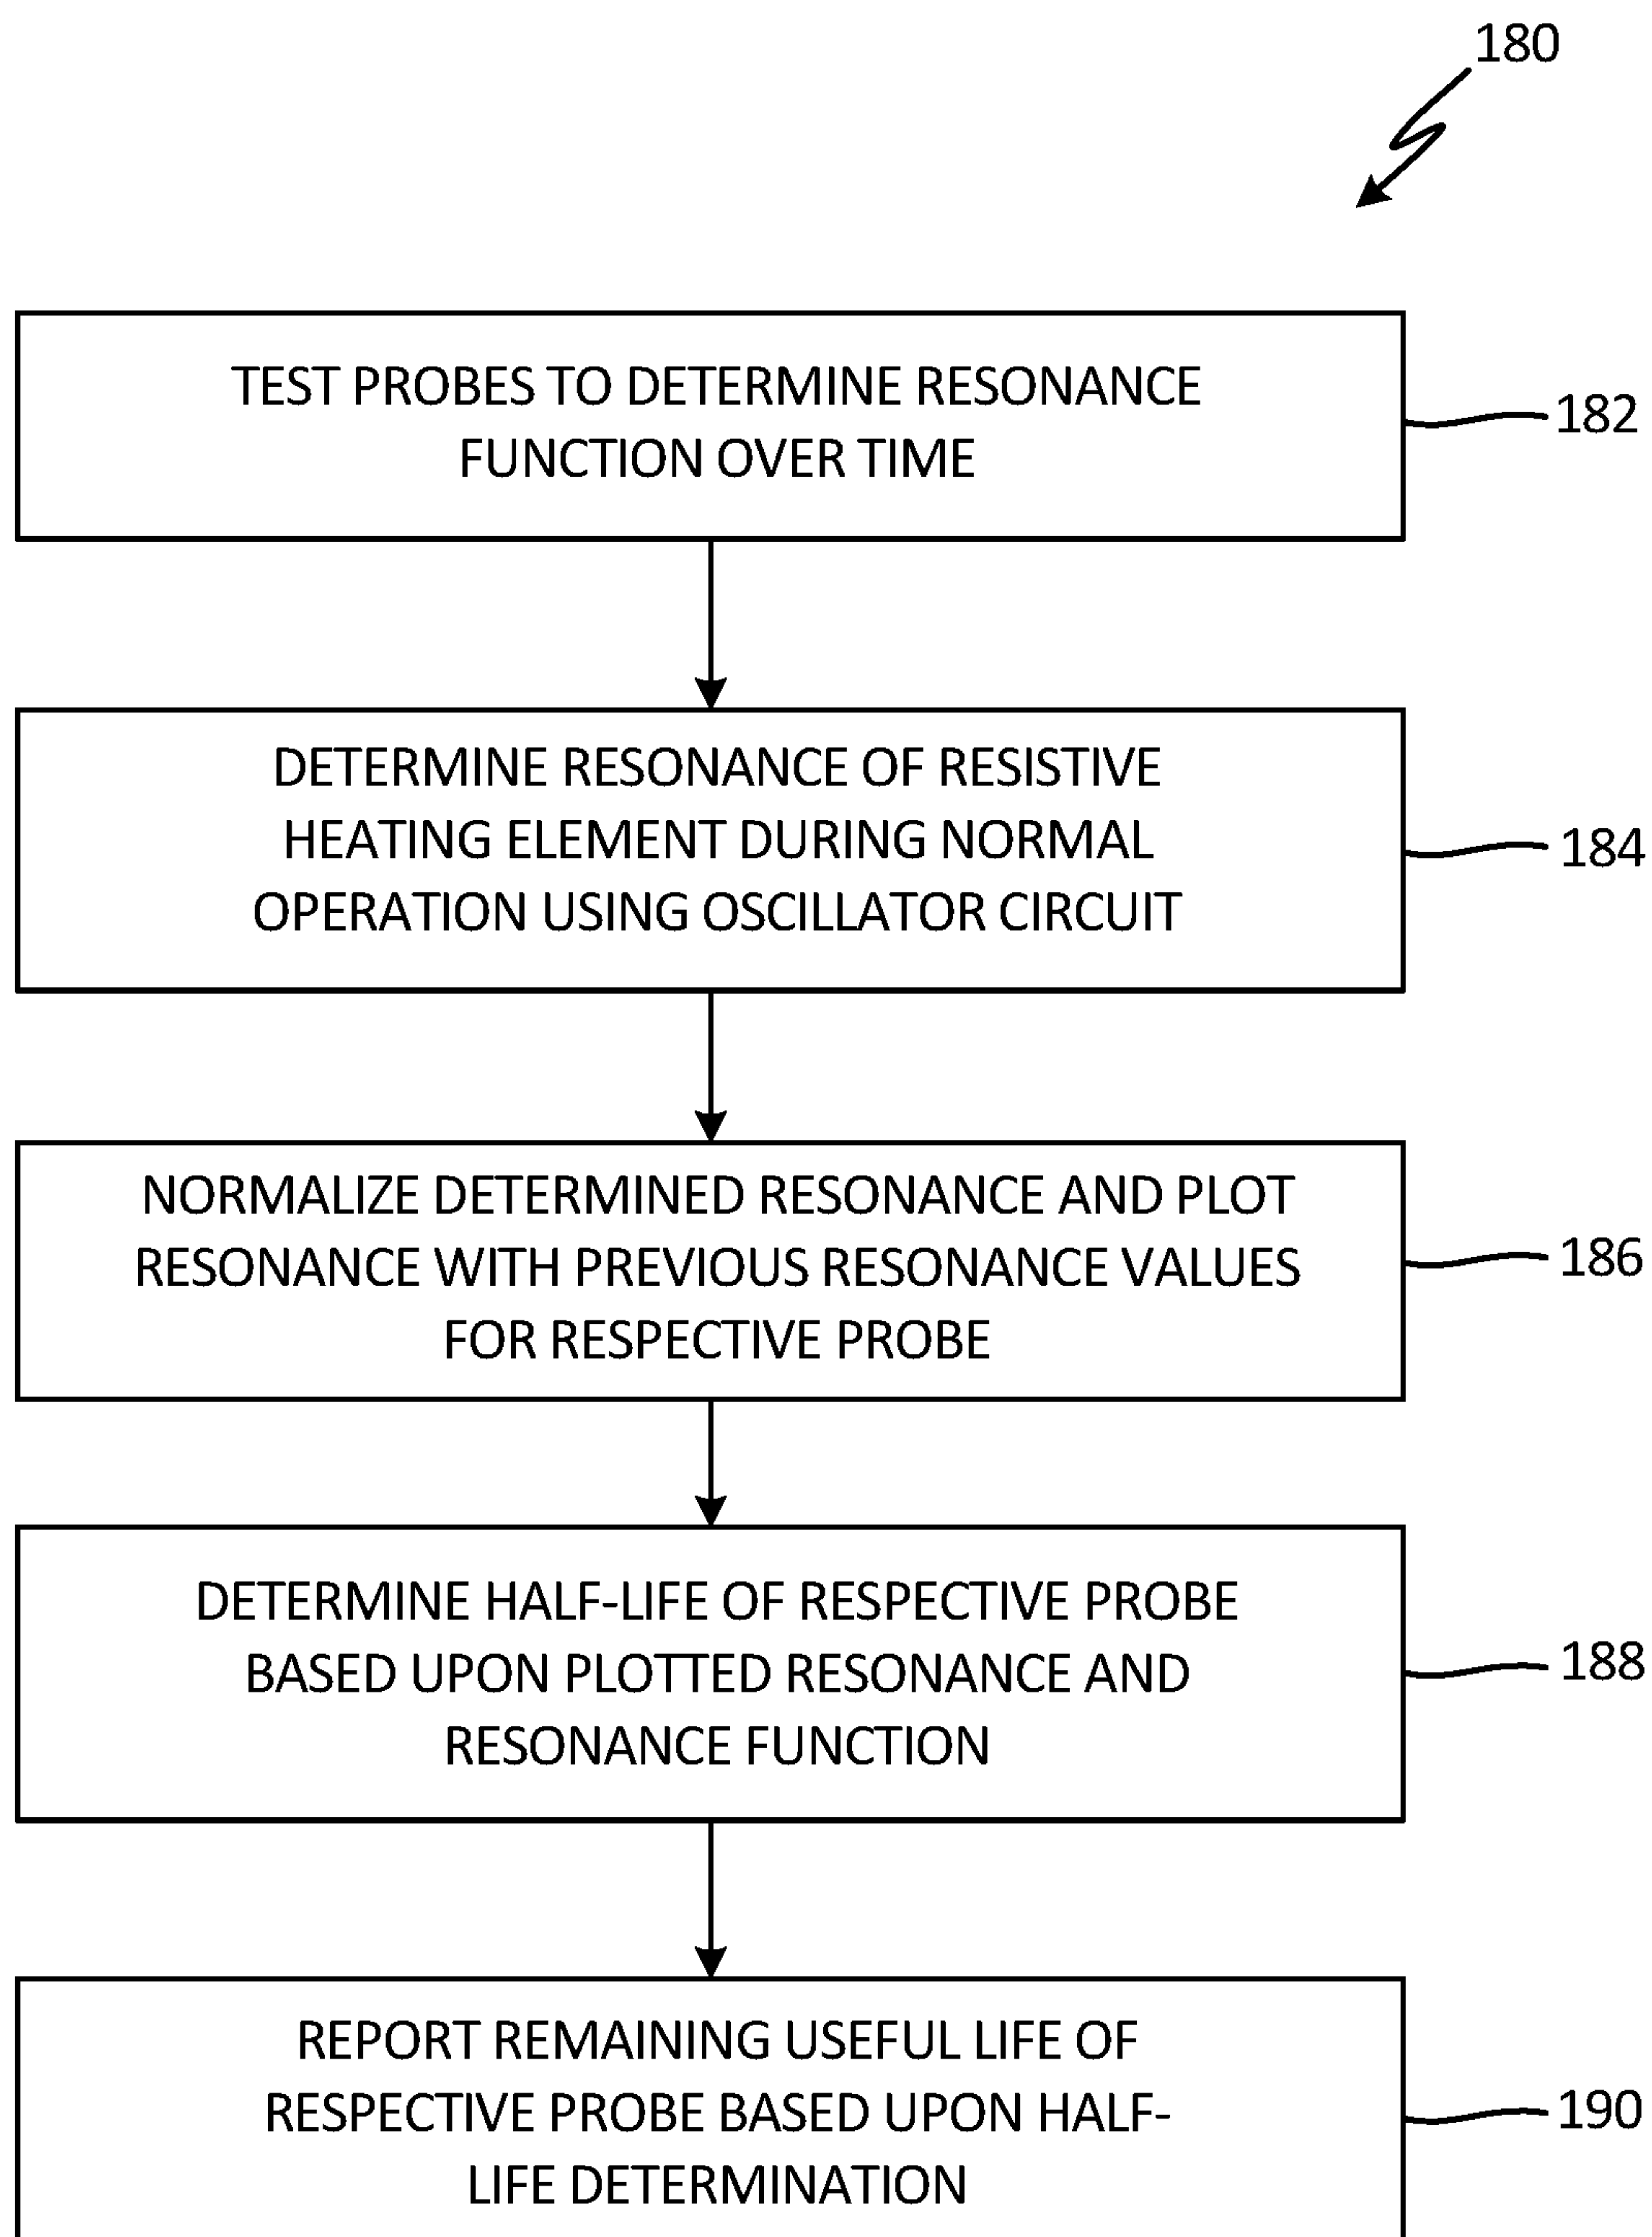 180
TEST PROBES TO DETERMINE RESONANCE
FUNCTION OVER TIME
182
DETERMINE RESONANCE OF RESISTIVE
HEATING ELEMENT DURING NORMAL
OPERATION USING OSCILLATOR CIRCUIT
184
NORMALIZE DETERMINED RESONANCE AND PLOT
RESONANCE WITH PREVIOUS RESONANCE VALUES
FOR RESPECTIVE PROBE
186
DETERMINE HALF-LIFE OF RESPECTIVE PROBE
BASED UPON PLOTTED RESONANCE AND
RESONANCE FUNCTION
188
REPORT REMAINING USEFUL LIFE OF
RESPECTIVE PROBE BASED UPON HALF-
LIFE DETERMINATION
190